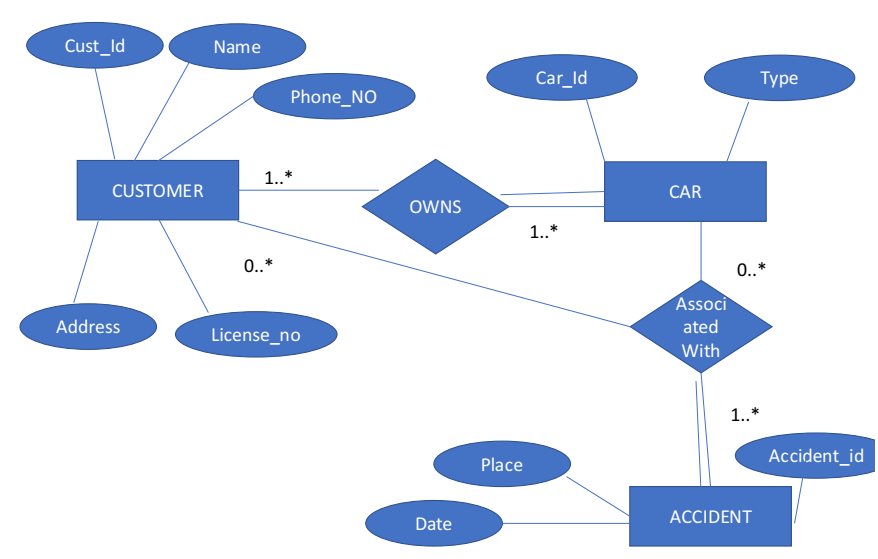 Cust_Id
Name
Phone_NO
Car_Id
Type
CUSTOMER
1..*
OWNS
CAR
1..*
0..*
0..*
Associ
ated
With
Address
License_no
1..*
Place
Accident_id
Date
ACCIDENT